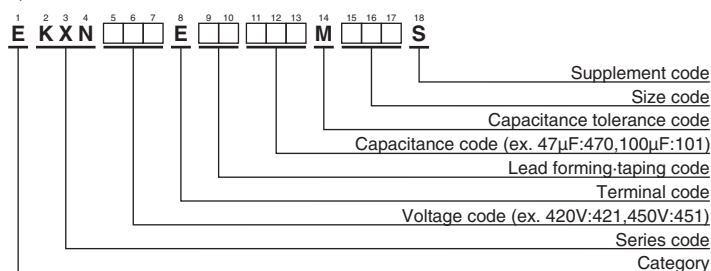 1 2 3 4 5 6 7 8 9 10 11 12 13 14 15 16 17 18
E K X N E M S
Supplement code
Size code
Capacitance tolerance code
Capacitance code (ex. 47μF:470,100μF:101)
Lead forming·taping code
Terminal code
Voltage code (ex. 420V:421,450V:451)
Series code
Category